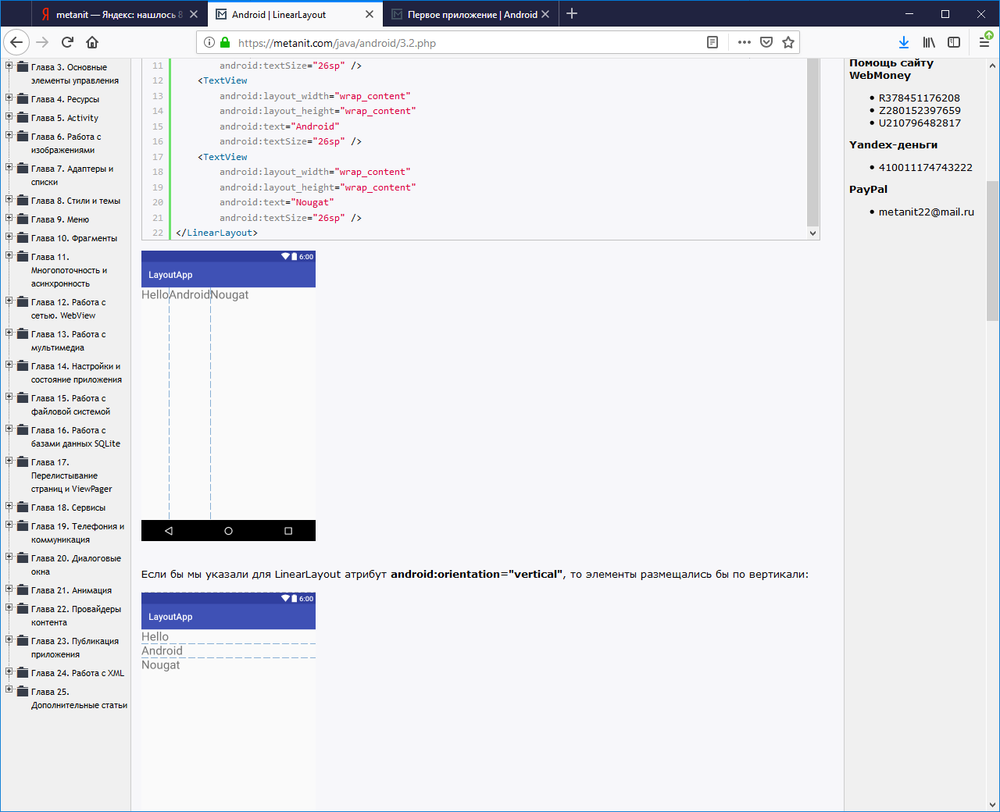 metanit — Яндекс: нашлось 8
Android | LinearLayout
Первое приложение | Android
https://metanit.com/java/android/3.2.php
Глава 3. Основные
элементы управления
Глава 4. Ресурсы
Глава 5. Activity
Глава 6. Работа с
изображениями
Глава 7. Адаптеры и
списки
Глава 8. Стили и темы
Глава 9. Меню
Глава 10. Фрагменты
Глава 11.
Многопоточность и
асинхронность
Глава 12. Работа с
сетью. WebView
Глава 13. Работа с
мультимедиа
Глава 14. Настройки и
состояние приложения
Глава 15. Работа с
файловой системой
Глава 16. Работа с
базами данных SQLite
Глава 17.
Перелистывание
страниц и ViewPager
Глава 18. Сервисы
Глава 19. Телефония и
коммуникация
Глава 20. Диалоговые
окна
Глава 21. Анимация
Глава 22. Провайдеры
контента
Глава 23. Публикация
приложения
Глава 24. Работа с XML
Глава 25.
Дополнительные статьи
11 android:textSize="26sp" />
12 <TextView
13 android:layout_width="wrap_content"
14 android:layout_height="wrap_content"
15 android:text="Android"
16 android:textSize="26sp" />
17 <TextView
18 android:layout_width="wrap_content"
19 android:layout_height="wrap_content"
20 android:text="Nougat"
21 android:textSize="26sp" />
22 </LinearLayout>
6:00
LayoutApp
HelloAndroidNougat
Если бы мы указали для LinearLayout атрибут android:orientation="vertical", то элементы размещались бы по вертикали:
6:00
LayoutApp
Hello
Android
Nougat
Помощь сайту
WebMoney
R378451176208
Z280152397659
U210796482817
Yandex-деньги
410011174743222
PayPal
metanit22@mail.ru